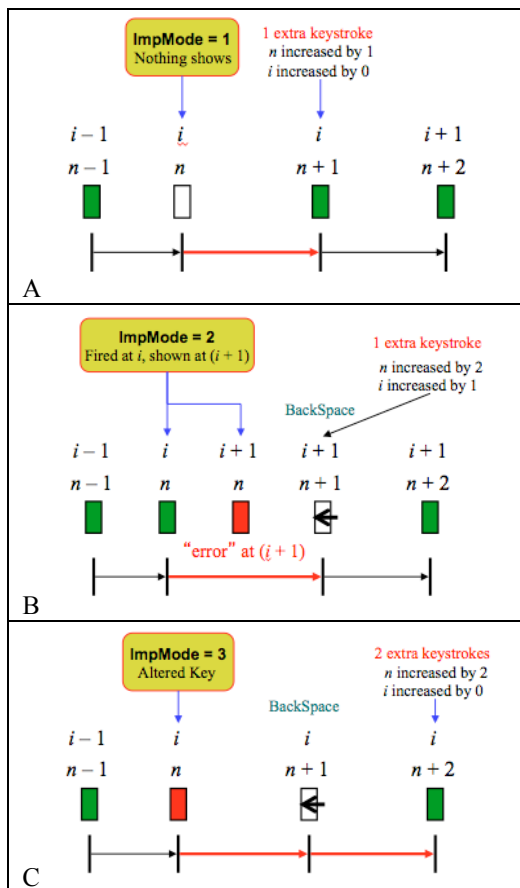 ImpMode = 1
Nothing shows
1 extra keystroke
n increased by 1
i increased by 0
i – 1 i i i + 1
n – 1 n n + 1 n + 2
A
ImpMode = 2
Fired at i, shown at (i + 1)
1 extra keystroke
n increased by 2
i increased by 1
BackSpace
i – 1 i i + 1 i + 1 i + 1
n – 1 n n n + 1 n + 2
“error” at (i + 1)
B
ImpMode = 3
Altered Key
2 extra keystrokes
n increased by 2
i increased by 0
BackSpace
i – 1 i i i
n – 1 n n + 1 n + 2
C